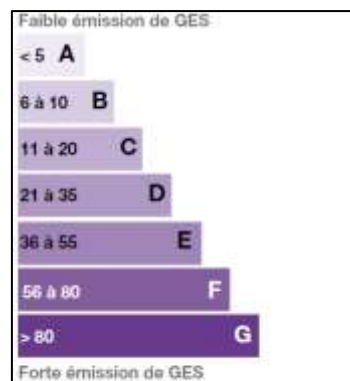 Faible émission de GES
< 5 A
6 à 10 B
11 à 20 C
21 à 35 D
36 à 55 E
56 à 80 F
> 80 G
Forte émission de GES